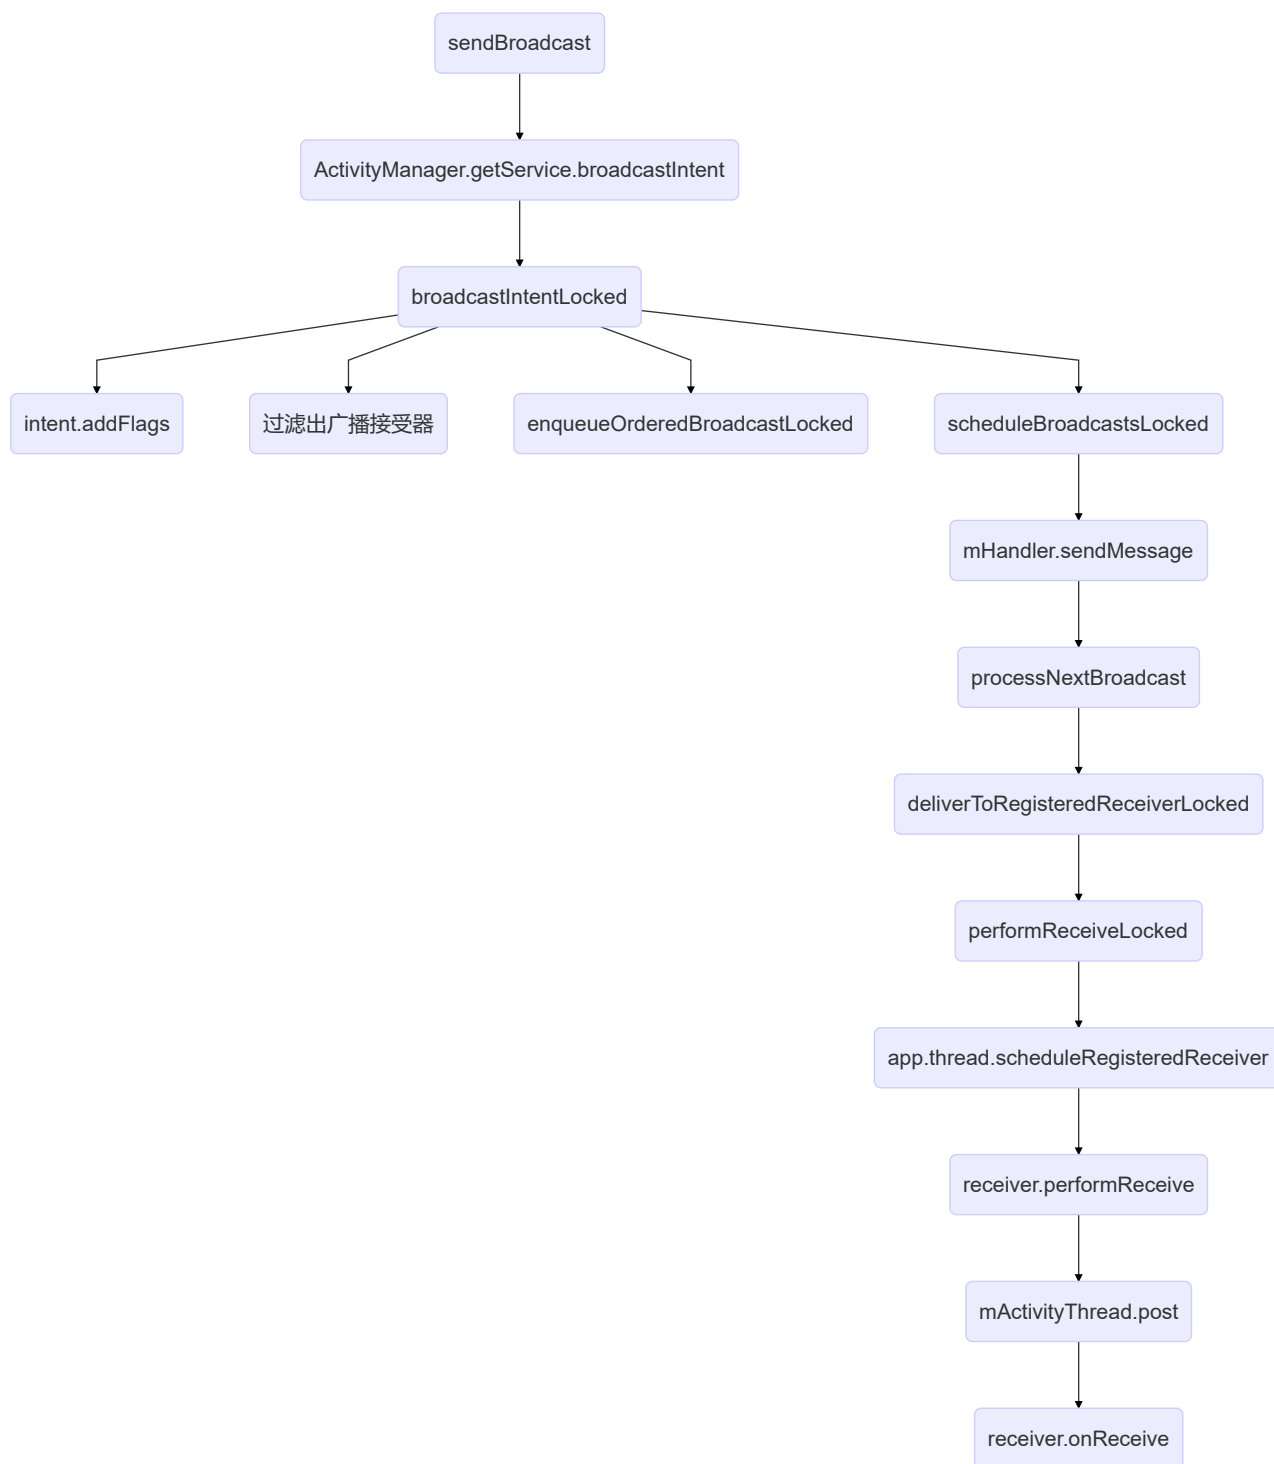 sendBroadcast
ActivityManager.getService.broadcastIntent
broadcastIntentLocked
intent.addFlags
过滤出广播接受器
enqueueOrderedBroadcastLocked
scheduleBroadcastsLocked
mHandler.sendMessage
processNextBroadcast
deliverToRegisteredReceiverLocked
performReceiveLocked
app.thread.scheduleRegisteredReceiver
receiver.performReceive
mActivityThread.post
receiver.onReceive